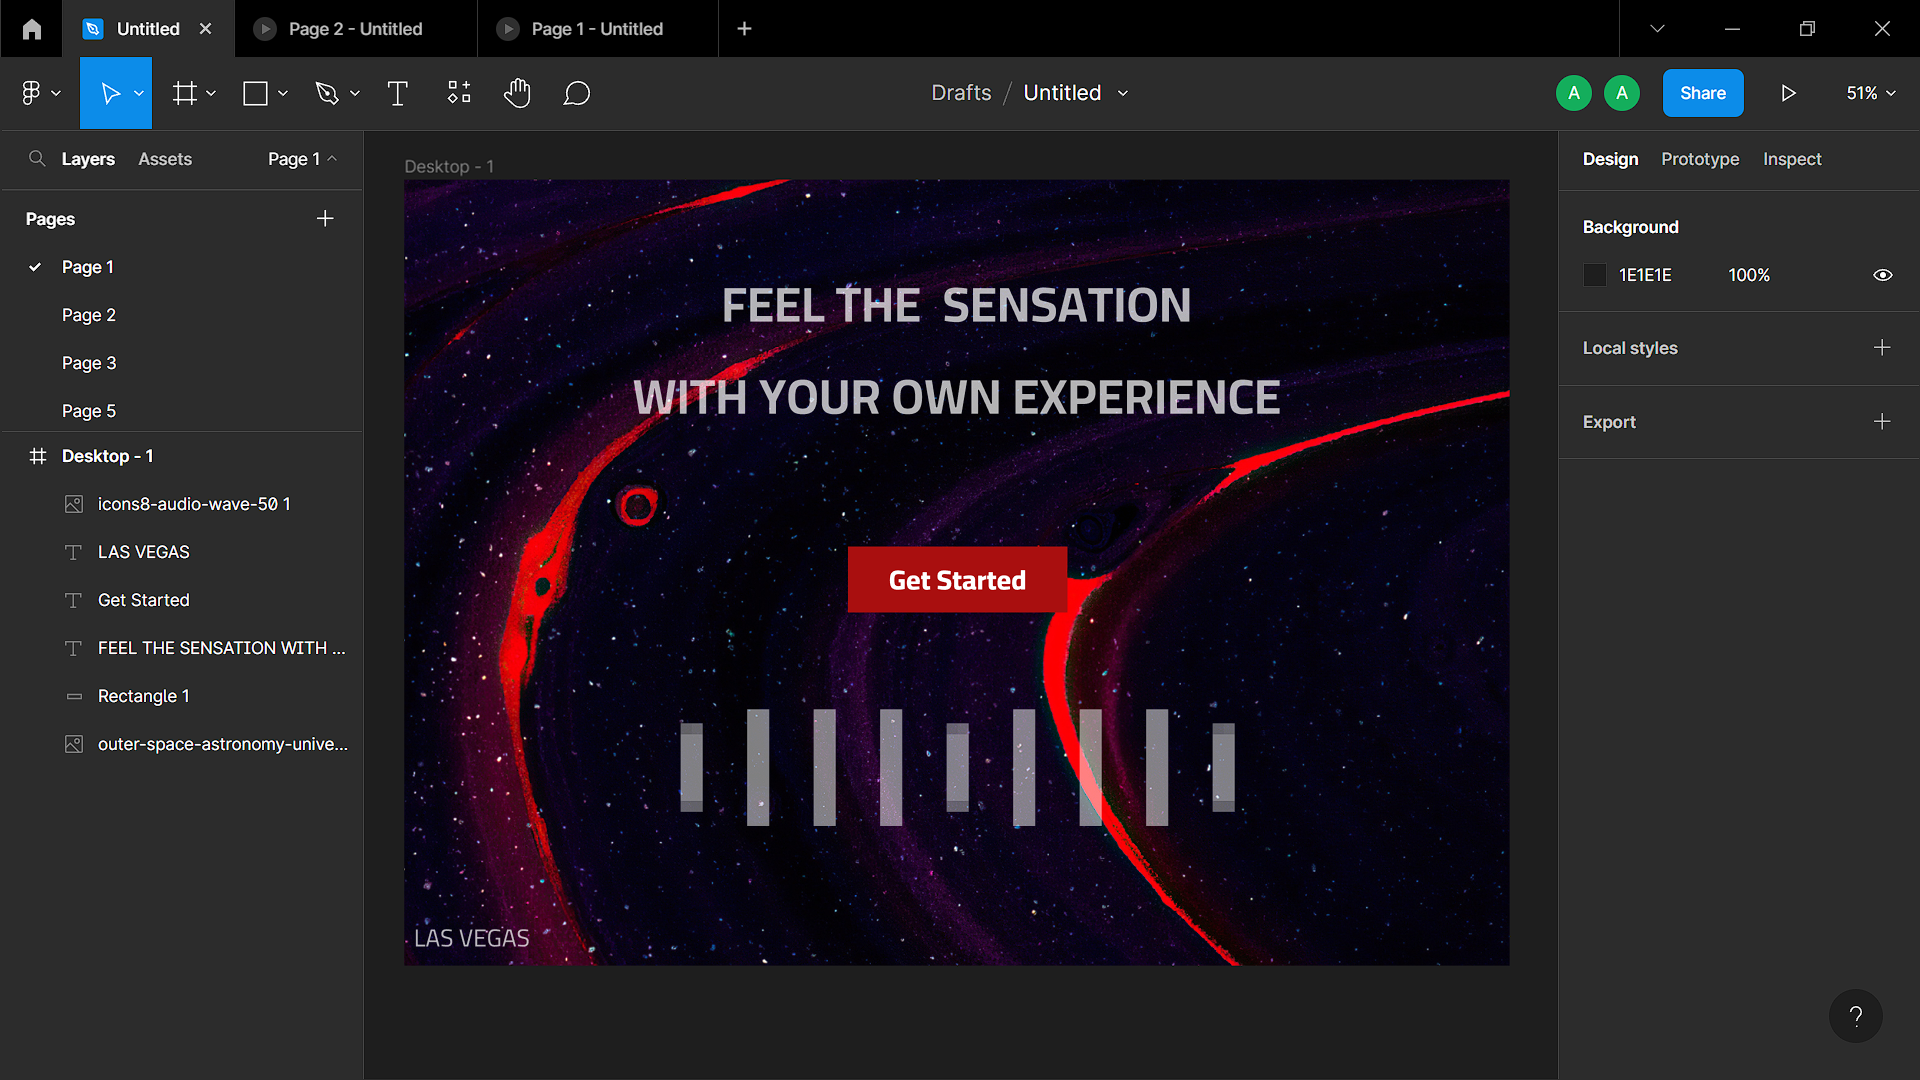 Untitled
Page 2 - Untitled
Page 1 - Untitled
Drafts / Untitled
A
A
Share
51%
Layers
Assets
Page 1
Pages
Page 1
Page 2
Page 3
Page 5
Desktop - 1
icons8-audio-wave-50 1
LAS VEGAS
Get Started
FEEL THE SENSATION WITH ...
Rectangle 1
outer-space-astronomy-unive...
Desktop - 1
FEEL THE SENSATION
WITH YOUR OWN EXPERIENCE
Get Started
LAS VEGAS
Design
Prototype
Inspect
Background
1E1E1E
100%
Local styles
Export
?